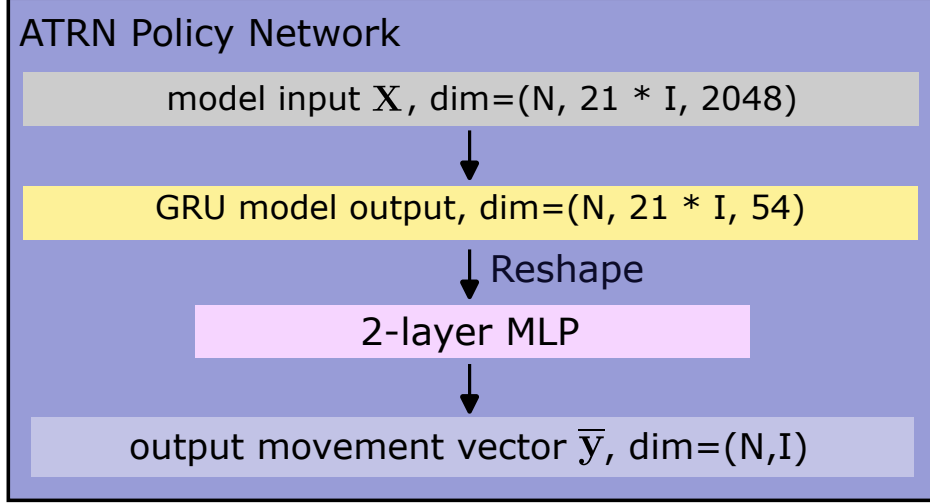 ATRN Policy Network
model input X, dim=(N, 21 * I, 2048)
GRU model output, dim=(N, 21 * I, 54)
Reshape
2-layer MLP
output movement vector y̅, dim=(N,I)